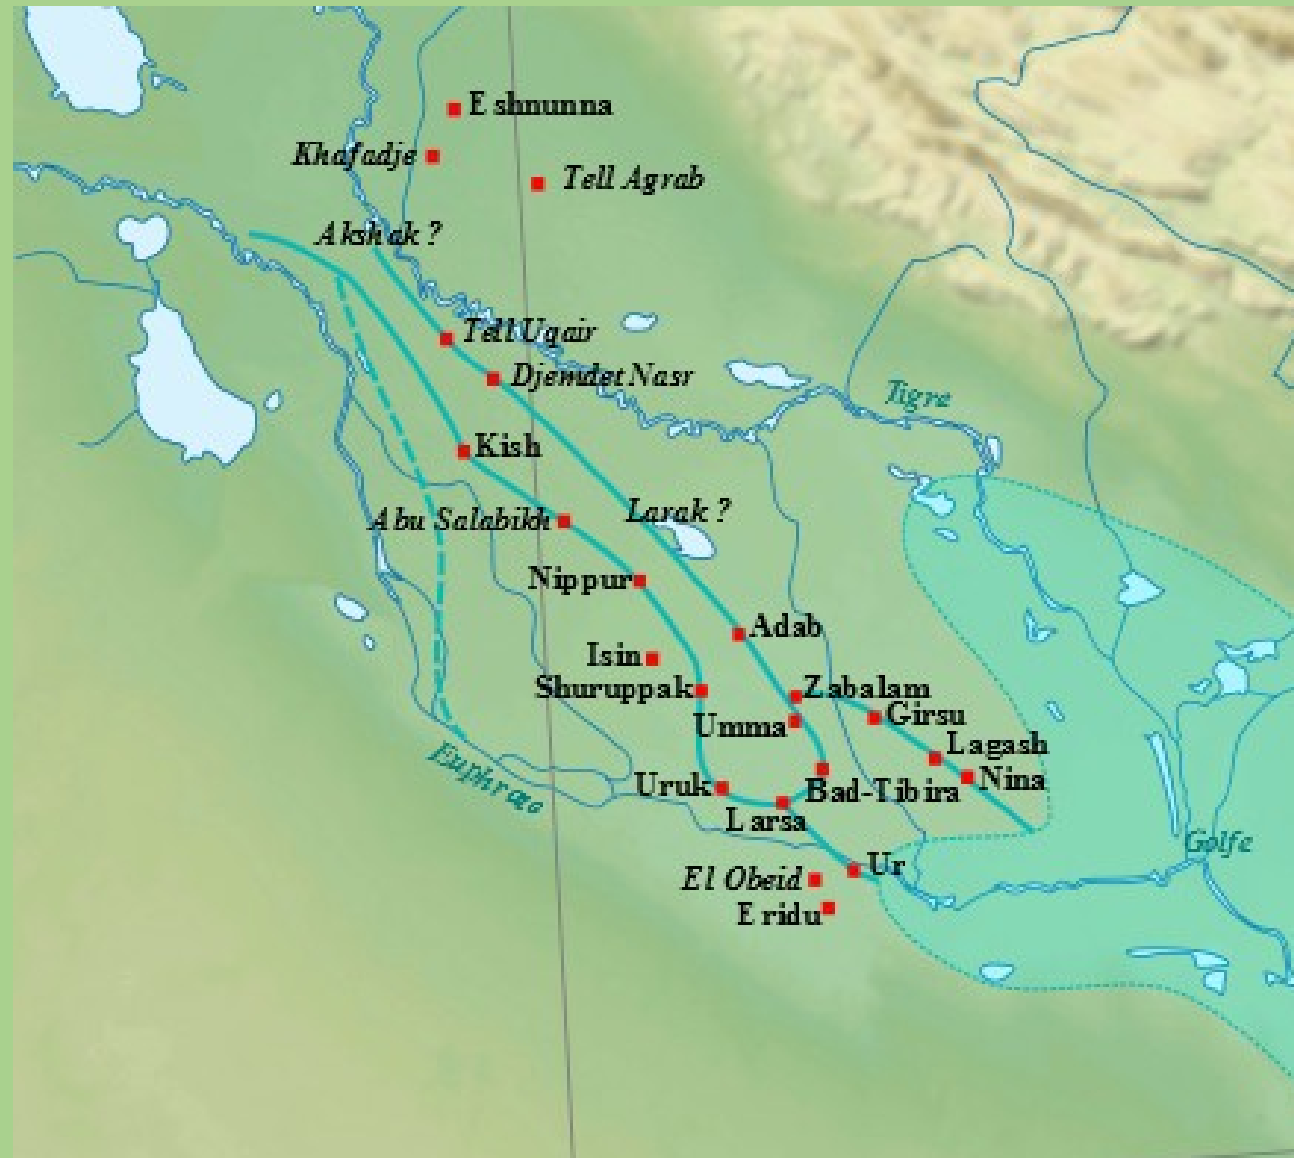 Eshnunna
Khafadje
Tell Agrab
Akshak ?
Tell Uqair
Djemdet Nasr
Tigre
Kish
Larak ?
Abu Salabikh
Nippur
Adab
Isin
Shuruppak
Zabalam
Girsu
Umma
Lagash
Nina
Euphrate
Uruk
Bad-Tibira
Larsa
Golfe
Ur
El Obeid
Eridu